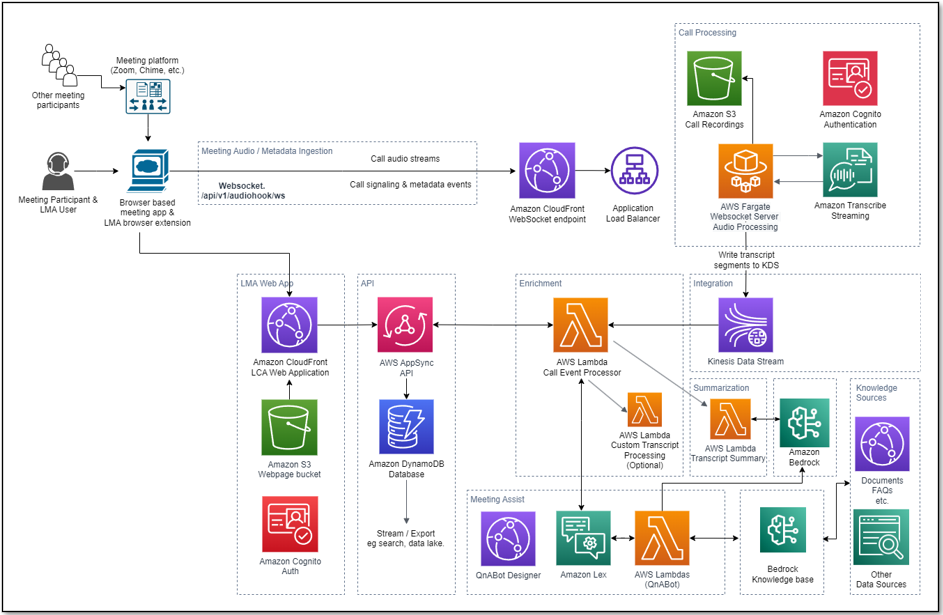 Call Processing
Other meeting
participants
Meeting platform
(Zoom, Chime, etc.)
Amazon S3
Call Recordings
Amazon Cognito
Authentication
Meeting Participant &
LMA User
Browser based
meeting app &
LMA browser extension
Meeting Audio / Metadata Ingestion
Call audio streams
Websocket.
/api/v1/audiohook/ws
Call signaling & metadata events
Amazon CloudFront
WebSocket endpoint
Application
Load Balancer
AWS Fargate
Websocket Server
Audio Processing
Amazon Transcribe
Streaming
Write transcript
segments to KDS
LMA Web App
Amazon CloudFront
LCA Web Application
Amazon S3
Webpage bucket
Amazon Cognito
Auth
API
AWS AppSync
API
Amazon DynamoDB
Database
Stream / Export
eg search, data lake.
Enrichment
AWS Lambda
Call Event Processor
AWS Lambda
Custom Transcript
Processing
(Optional)
Integration
Kinesis Data Stream
Summarization
AWS Lambda
Transcript Summary
Amazon
Bedrock
Knowledge
Sources
Documents
FAQs
etc.
Other
Data Sources
Meeting Assist
QnABot Designer
Amazon Lex
AWS Lambdas
(QnABot)
Bedrock
Knowledge base